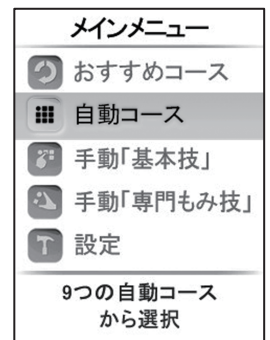 メインメニュー
おすすめコース
自動コース
手動「基本技」
手動「専門もみ技」
設定
9つの自動コース
から選択